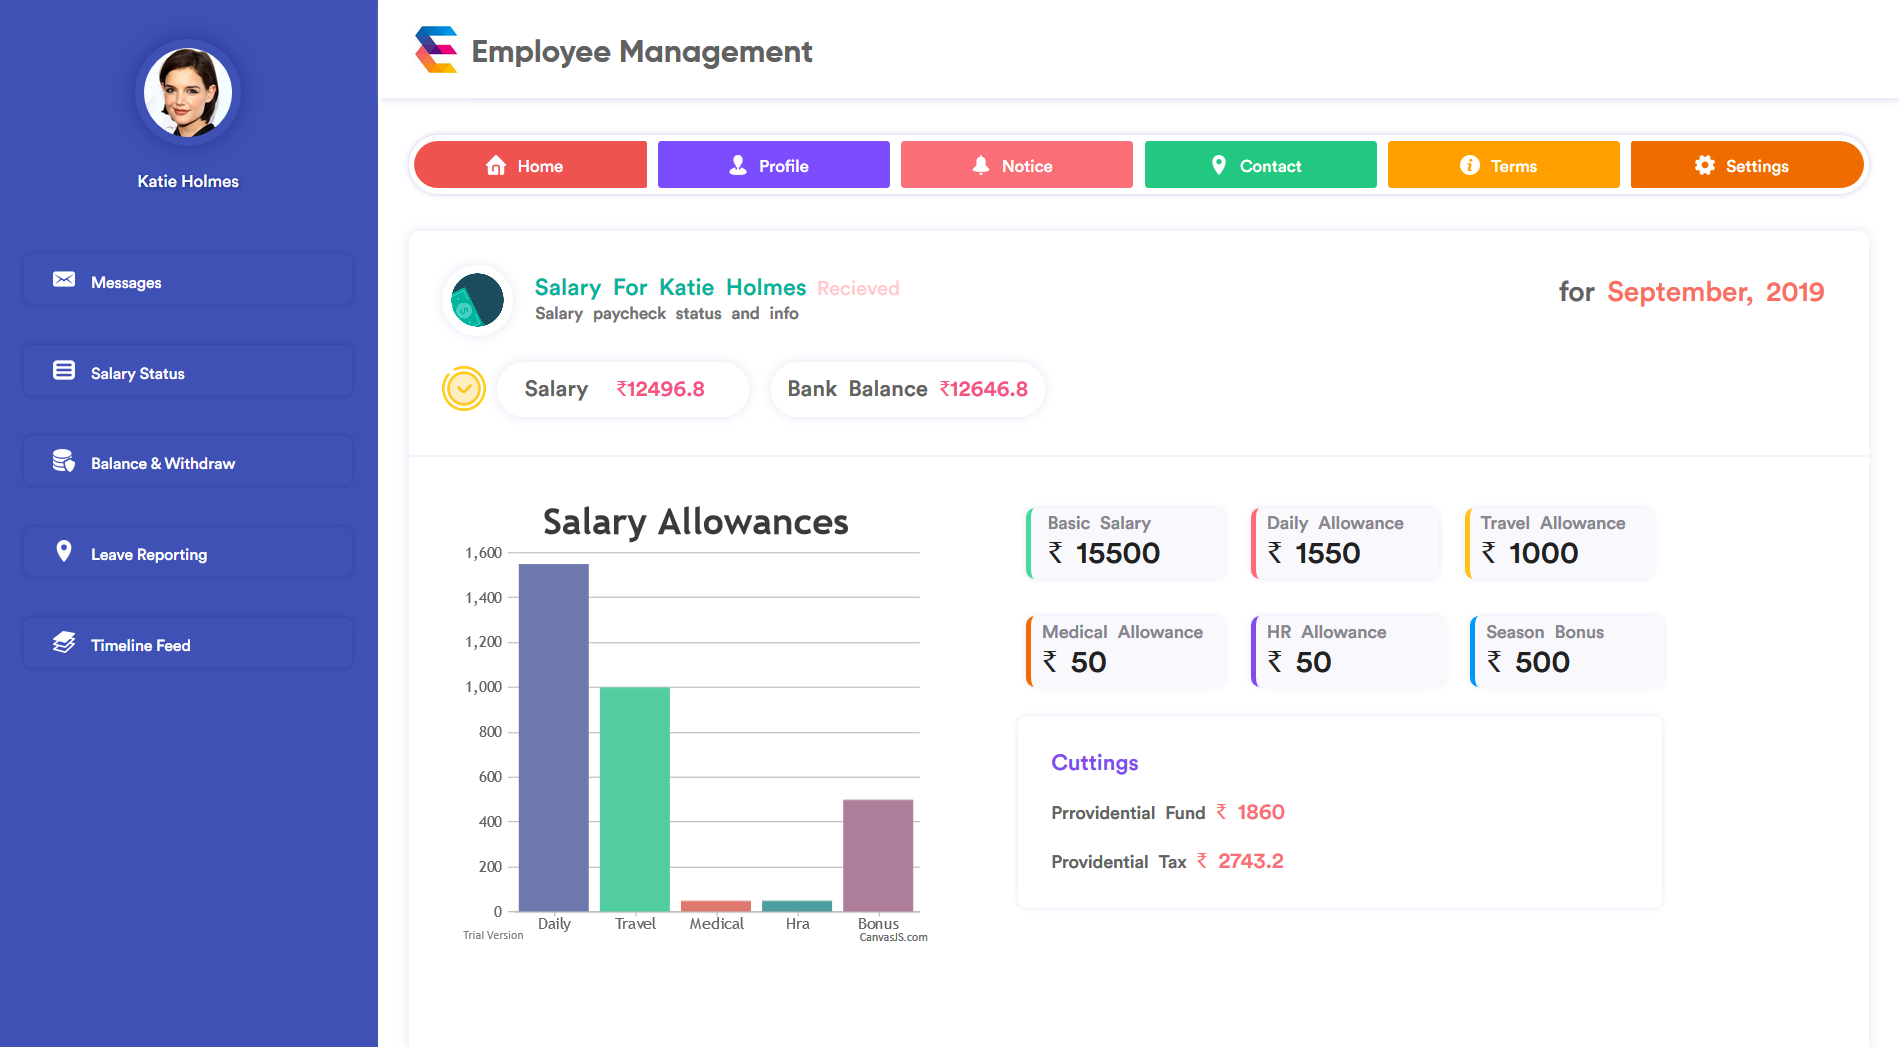 Employee Management
Katie Holmes
Messages
Salary Status
Balance & Withdraw
Leave Reporting
Timeline Feed
Home
Profile
Notice
Contact
Terms
Settings
Salary For Katie Holmes Recieved
Salary paycheck status and info
for September, 2019
Salary ₹12496.8
Bank Balance ₹12646.8
Salary Allowances
1,600
1,400
1,200
1,000
800
600
400
200
0
Daily
Travel
Medical
Hra
Bonus
Trial Version
CanvasJS.com
Basic Salary
₹ 15500
Daily Allowance
₹ 1550
Travel Allowance
₹ 1000
Medical Allowance
₹ 50
HR Allowance
₹ 50
Season Bonus
₹ 500
Cuttings
Prrovidential Fund ₹ 1860
Providential Tax ₹ 2743.2